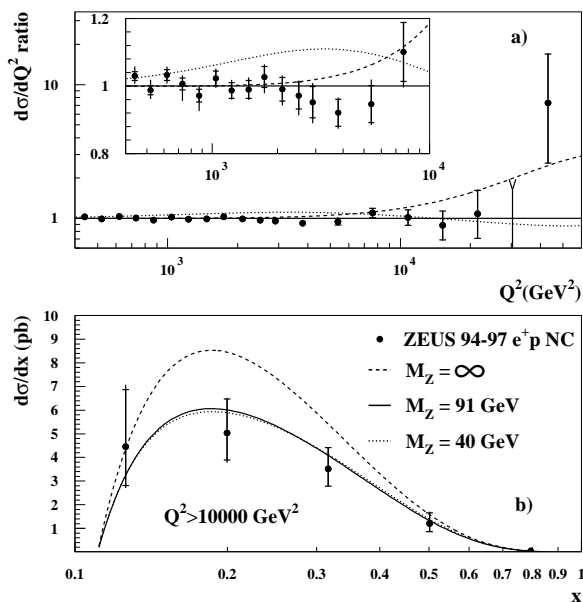 dσ/dQ² ratio
a)
1.2
1
0.8
10³
10⁴
10
1
10³
10⁴
Q²(GeV²)
dσ/dx (pb)
10
9
8
7
6
5
4
3
2
1
ZEUS 94-97 e⁺p NC
M_Z = ∞
M_Z = 91 GeV
M_Z = 40 GeV
b)
Q²>10000 GeV²
0.1
0.2
0.3
0.4
0.5
0.6
0.7
0.8
0.9
1
x